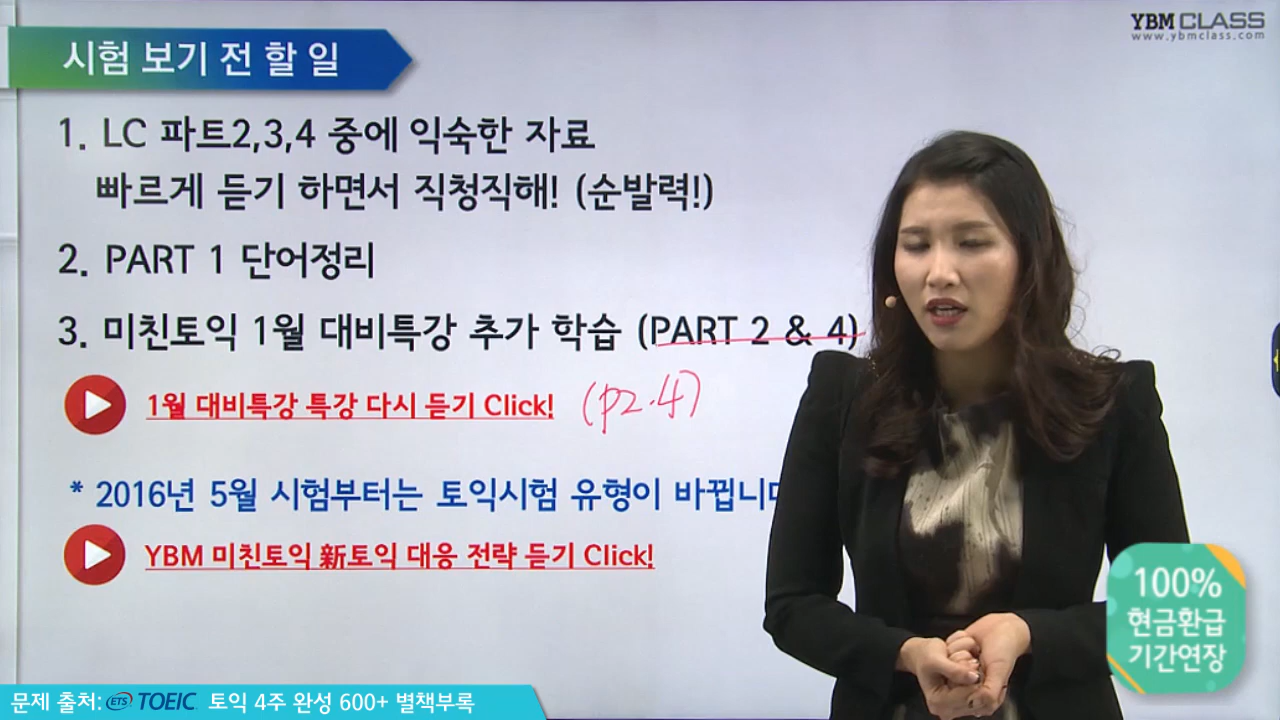 YBM CLASS
www.ybmclass.com
시험 보기 전 할 일
1. LC 파트2,3,4 중에 익숙한 자료
빠르게 듣기 하면서 직청직해! (순발력!)
2. PART 1 단어정리
3. 미친토익 1월 대비특강 추가 학습 (PART 2 & 4)
1월 대비특강 특강 다시 듣기 Click! (P2.4)
* 2016년 5월 시험부터는 토익시험 유형이 바뀝니다
YBM 미친토익 新토익 대응 전략 듣기 Click!
100%
현금환급
기간연장
문제 출처: ETS TOEIC 토익 4주 완성 600+ 별책부록